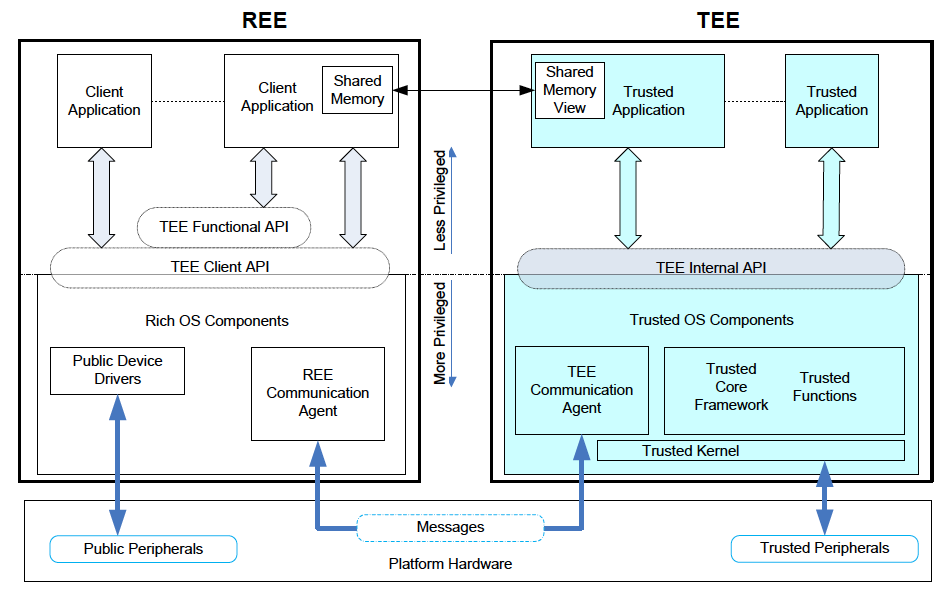 REE
TEE
Client
Application
Client
Application
Shared
Memory
Shared
Memory
View
Trusted
Application
Trusted
Application
Less Privileged
More Privileged
TEE Functional API
TEE Client API
TEE Internal API
Rich OS Components
Public Device
Drivers
REE
Communication
Agent
Trusted OS Components
TEE
Communication
Agent
Trusted
Core
Framework
Trusted
Functions
Trusted Kernel
Messages
Public Peripherals
Trusted Peripherals
Platform Hardware